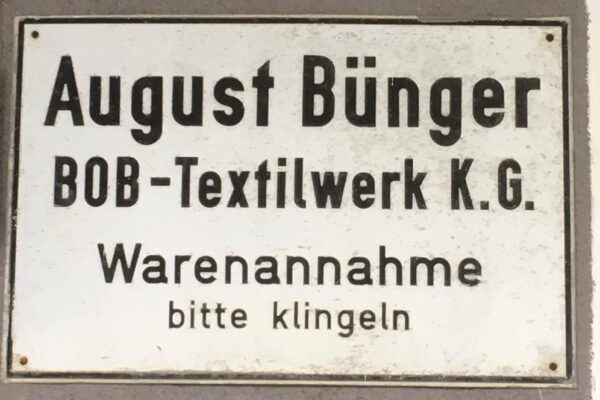 August Bünger
BOB-Textilwerk K.G.
Warenannahme
bitte klingeln